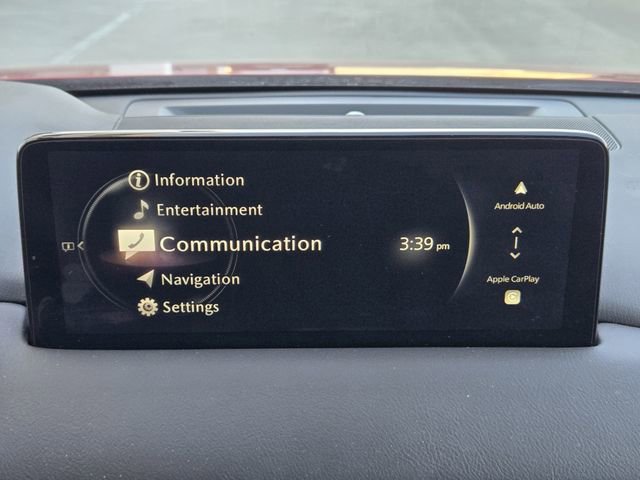 Information
Entertainment
Communication
Navigation
Settings
3:39 pm
Android Auto
Apple CarPlay